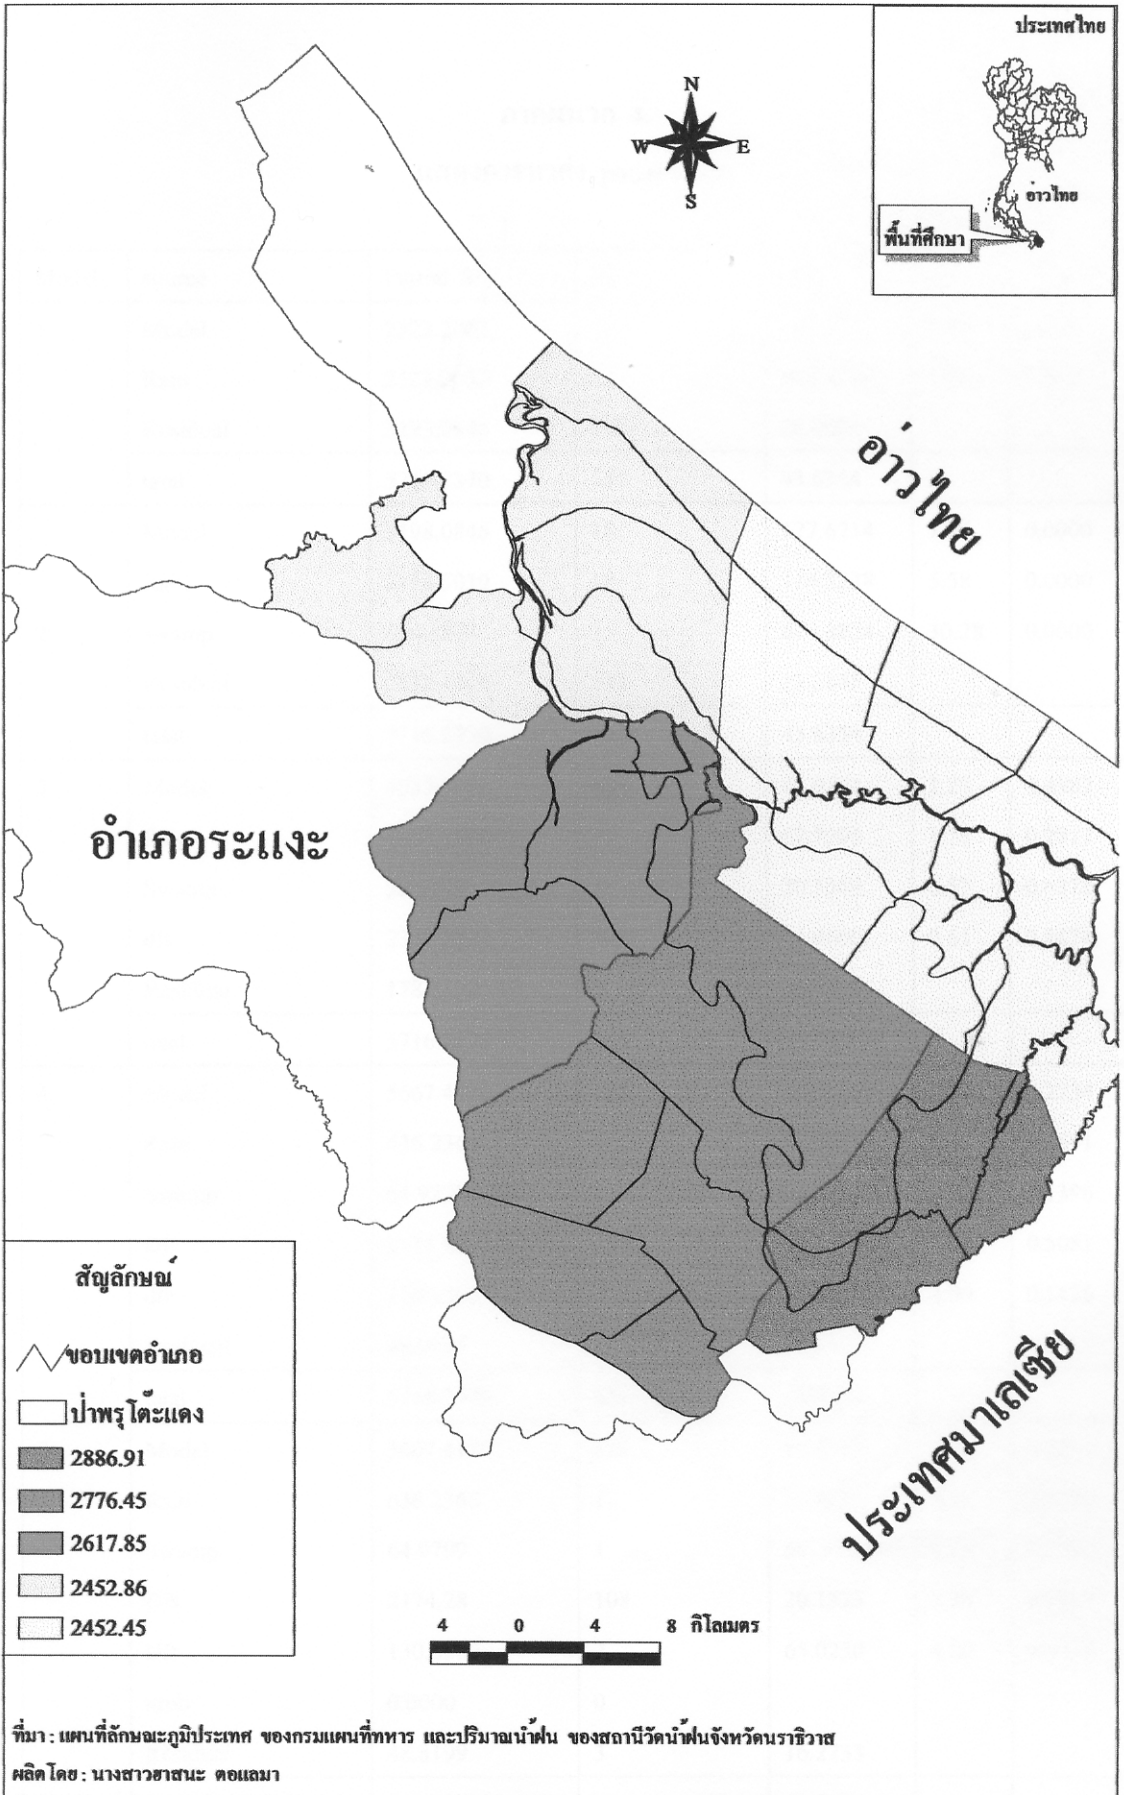 ประเทศไทย
N
W
E
S
อ่าวไทย
พื้นที่ศึกษา
อ่าวไทย
อำเภอระแงะ
สัญลักษณ์
ขอบเขตอำเภอ
ป่าพรุโต๊ะแดง
2886.91
2776.45
2617.85
2452.86
2452.45
ประเทศมาเลเซีย
4 0 4 8 กิโลเมตร
ที่มา : แผนที่ลักษณะภูมิประเทศ ของกรมแผนที่ทหาร และปริมาณน้ำฝน ของสถานีวัดน้ำฝนจังหวัดนราธิวาส
ผลิตโดย : นางสาวฮาสนะ ตอแลมา